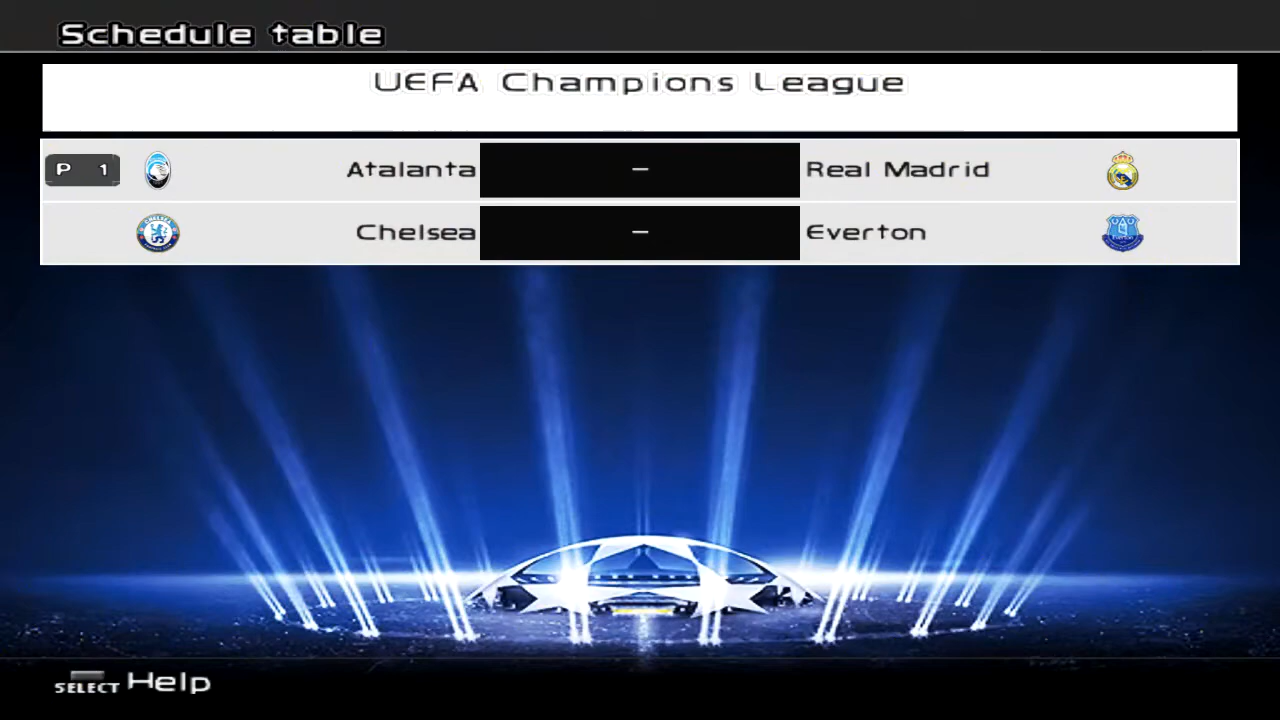 Schedule table
UEFA Champions League
P 1 Atalanta – Real Madrid
Chelsea – Everton
SELECT Help